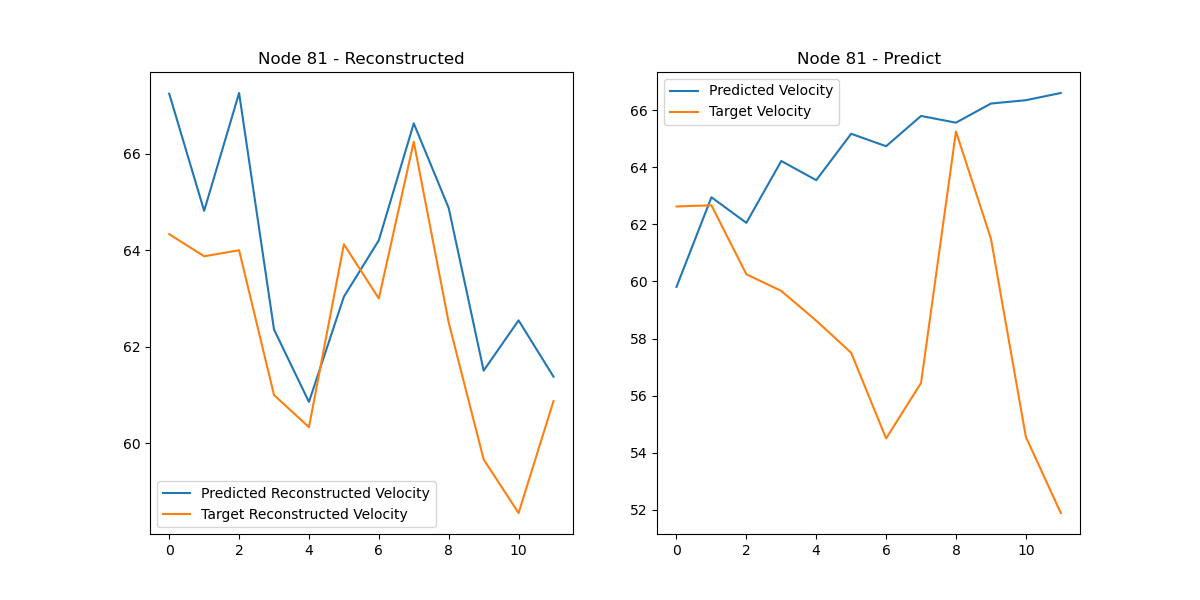 Node 81 - Reconstructed
66
64
62
60
Predicted Reconstructed Velocity
Target Reconstructed Velocity
0 2 4 6 8 10
Node 81 - Predict
Predicted Velocity
Target Velocity
66
64
62
60
58
56
54
52
0 2 4 6 8 10